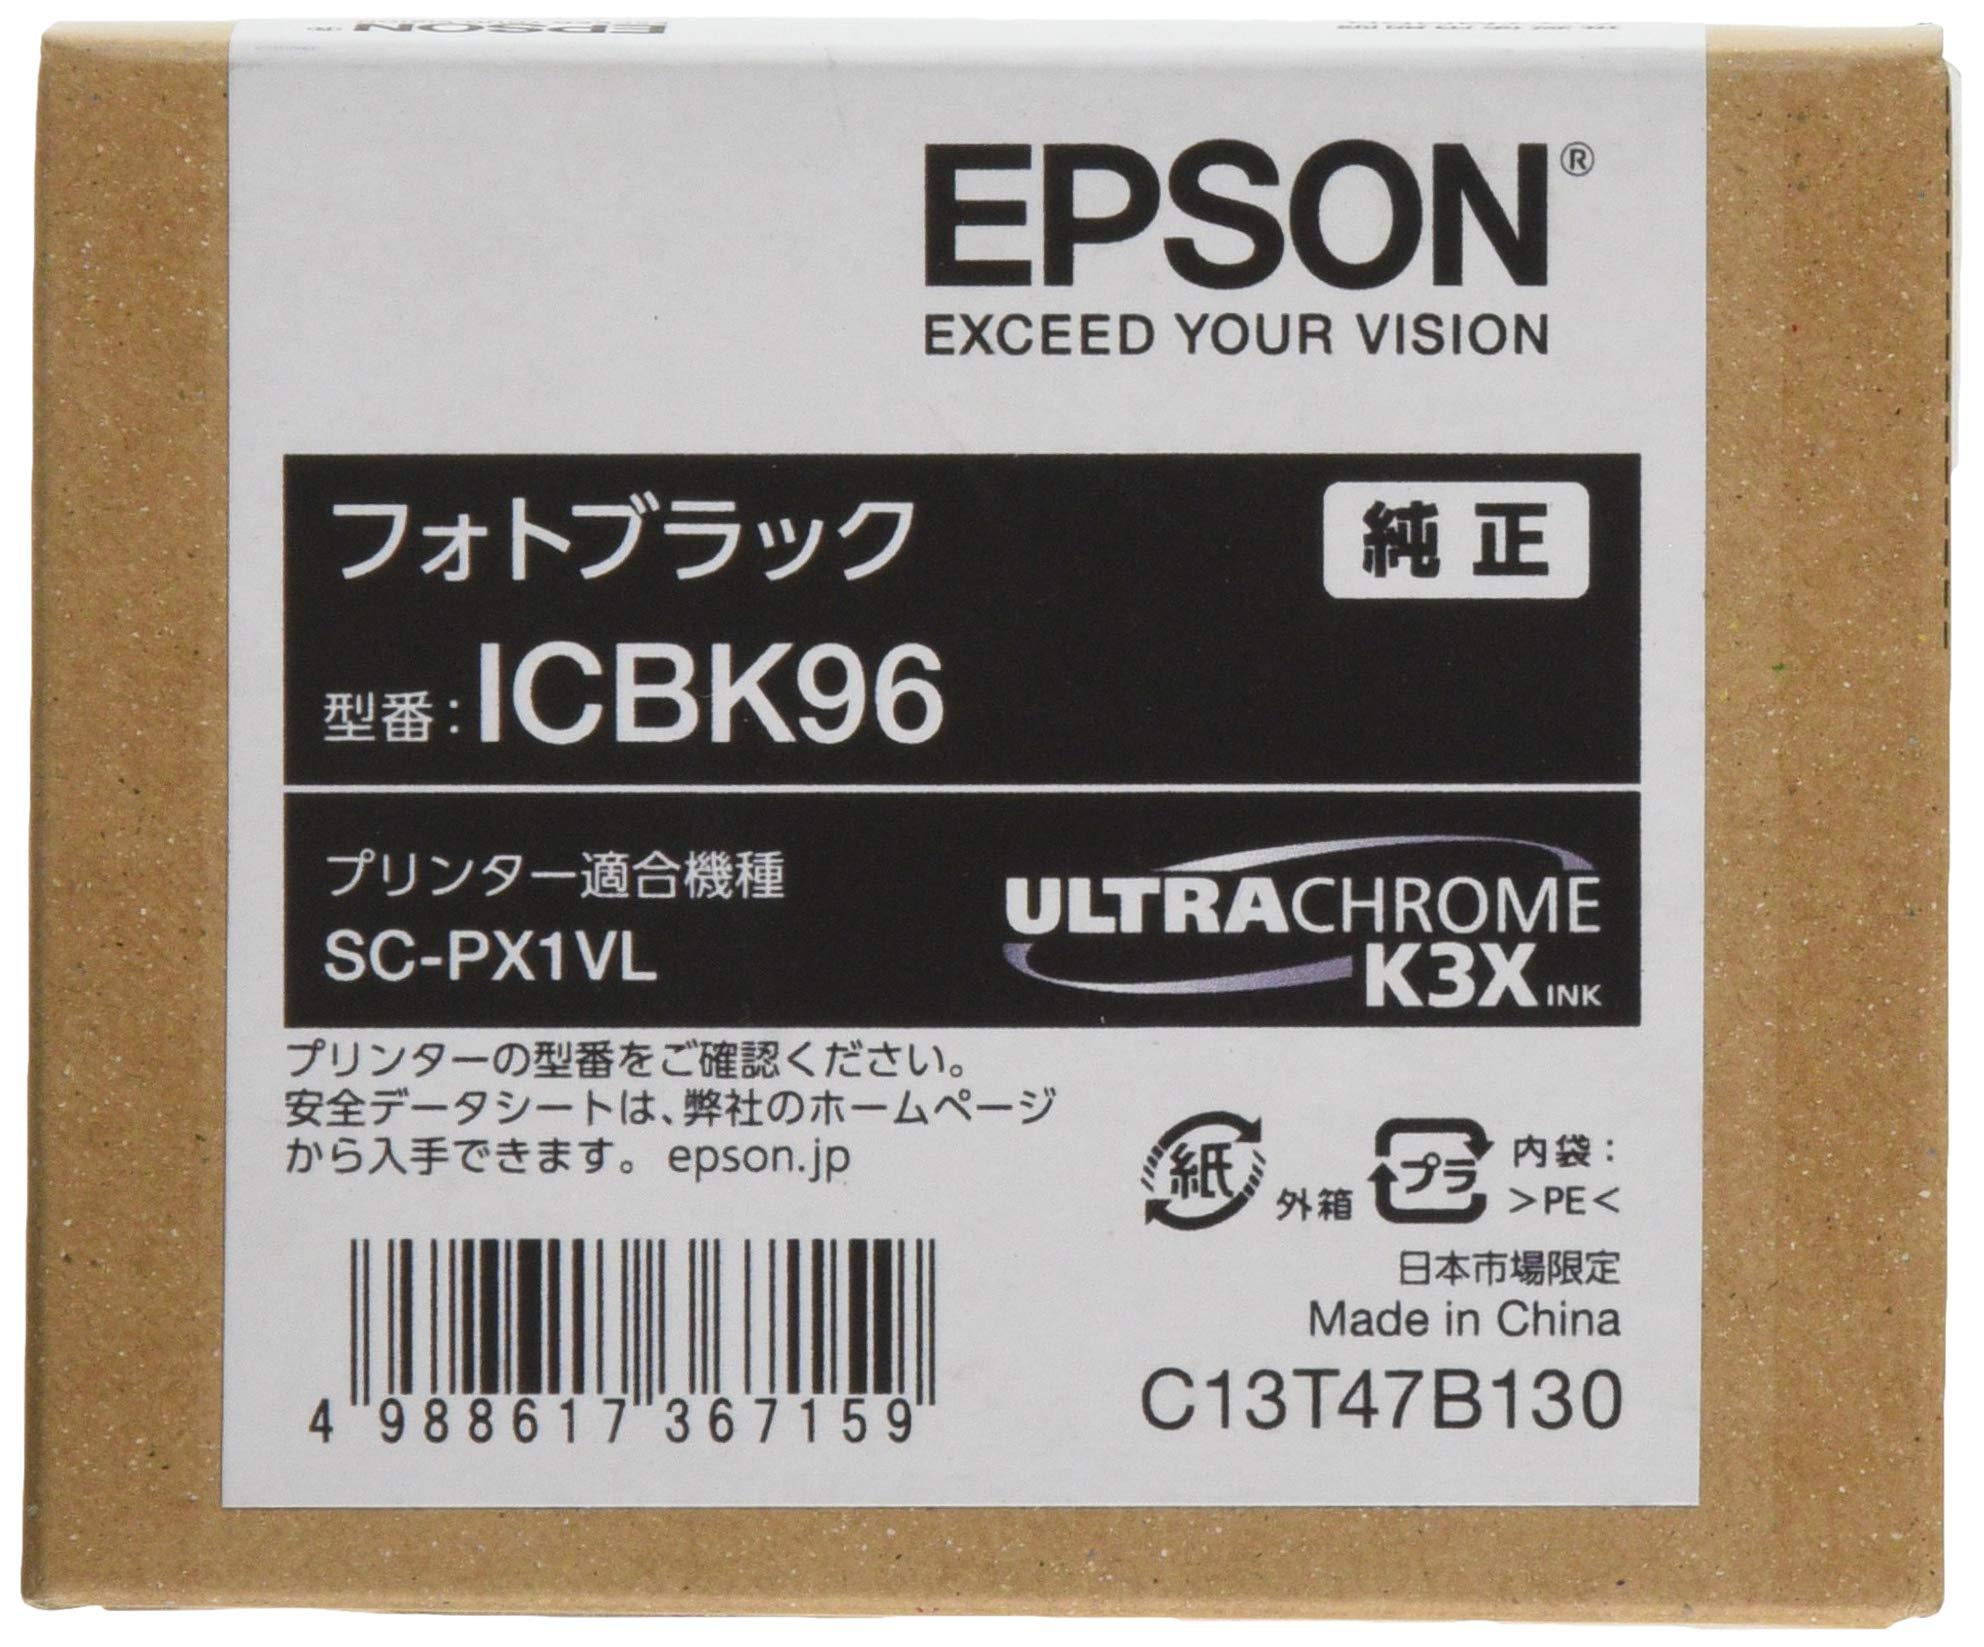 EPSON®
EPSON®
EXCEED YOUR VISION
フォトブラック 純正
型番：ICBK96
プリンター適合機種
SC-PX1VL
ULTRACHROME
K3X INK
プリンターの型番をご確認ください。
安全データシートは、弊社のホームページ
から入手できます。epson.jp
紙 外箱 プラ 内袋：
>PE<
日本市場限定
Made in China
C13T47B130
4 988617 367159